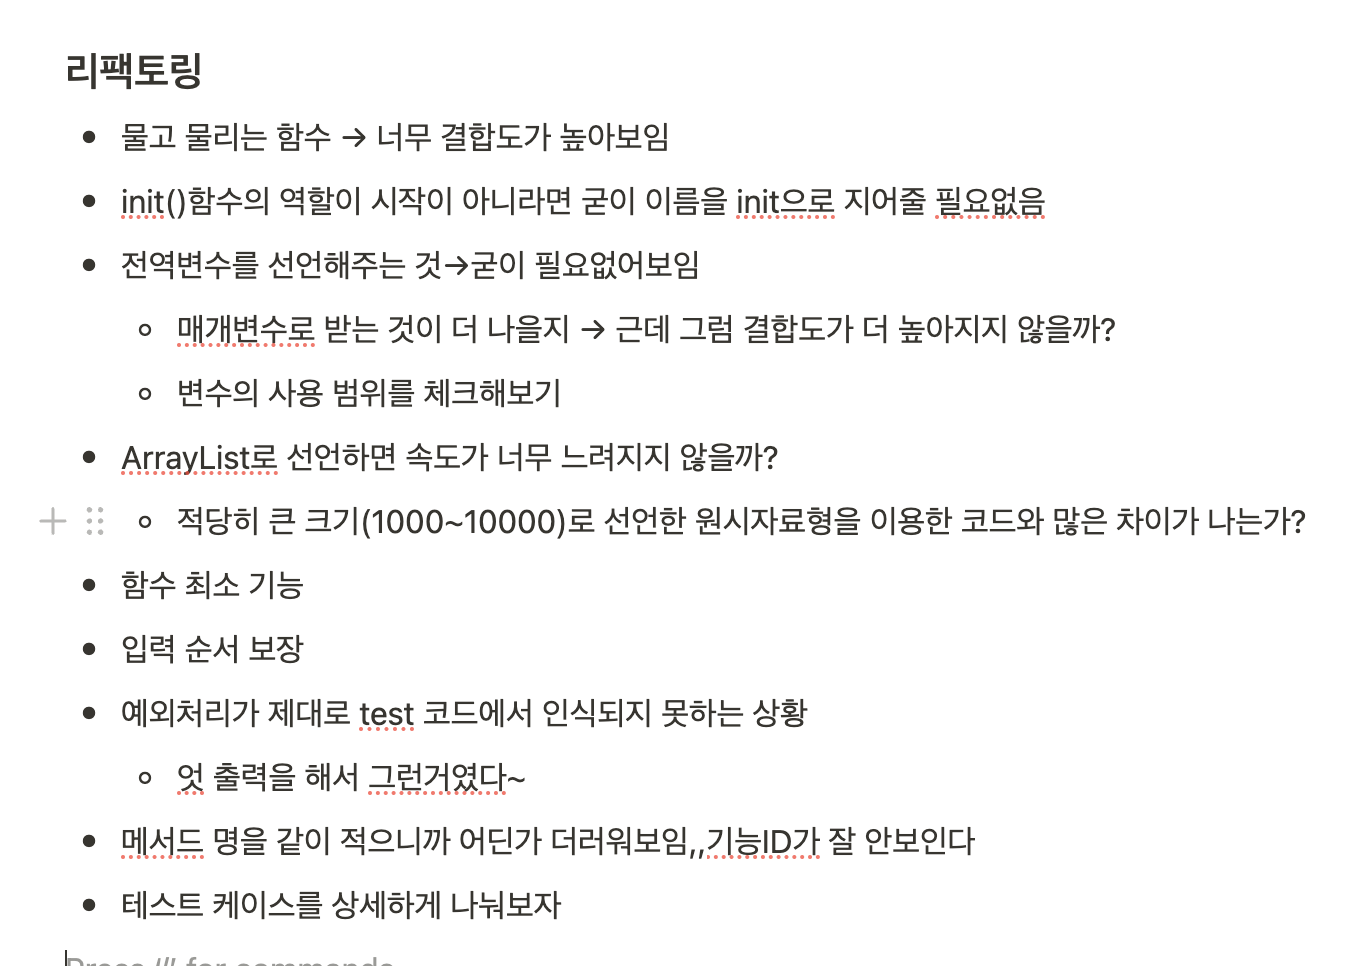 리팩토링
물고 물리는 함수 → 너무 결합도가 높아보임
init()함수의 역할이 시작이 아니라면 굳이 이름을 init으로 지어줄 필요없음
전역변수를 선언해주는 것→굳이 필요없어보임
매개변수로 받는 것이 더 나을지 → 근데 그럼 결합도가 더 높아지지 않을까?
변수의 사용 범위를 체크해보기
ArrayList로 선언하면 속도가 너무 느려지지 않을까?
적당히 큰 크기(1000~10000)로 선언한 원시자료형을 이용한 코드와 많은 차이가 나는가?
함수 최소 기능
입력 순서 보장
예외처리가 제대로 test 코드에서 인식되지 못하는 상황
엇 출력을 해서 그런거였다~
메서드 명을 같이 적으니까 어딘가 더러워보임,,기능ID가 잘 안보인다
테스트 케이스를 상세하게 나눠보자
Press '/' for commands